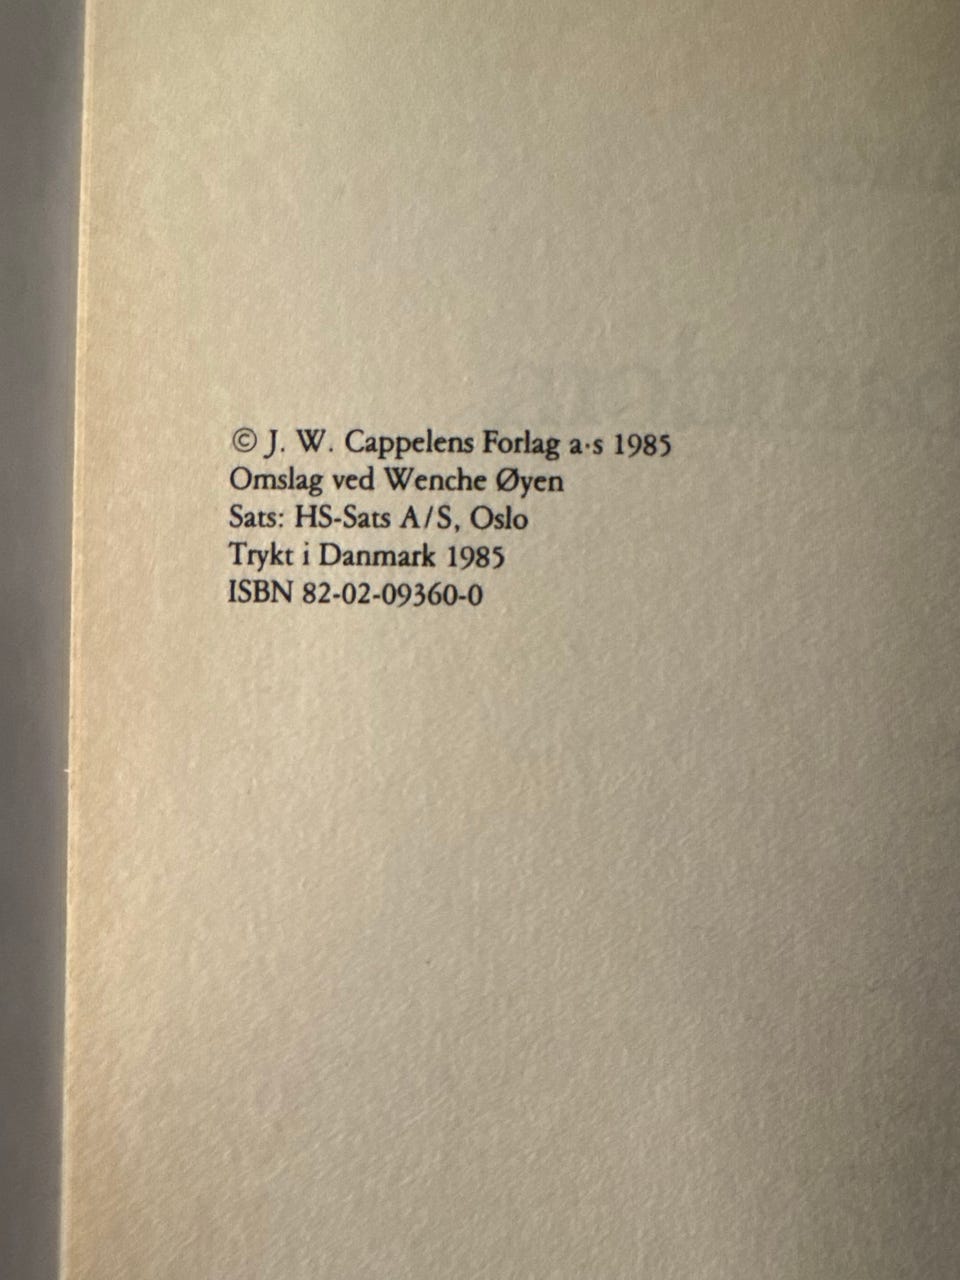 © J. W. Cappelens Forlag a·s 1985
Omslag ved Wenche Øyen
Sats: HS-Sats A/S, Oslo
Trykt i Danmark 1985
ISBN 82-02-09360-0